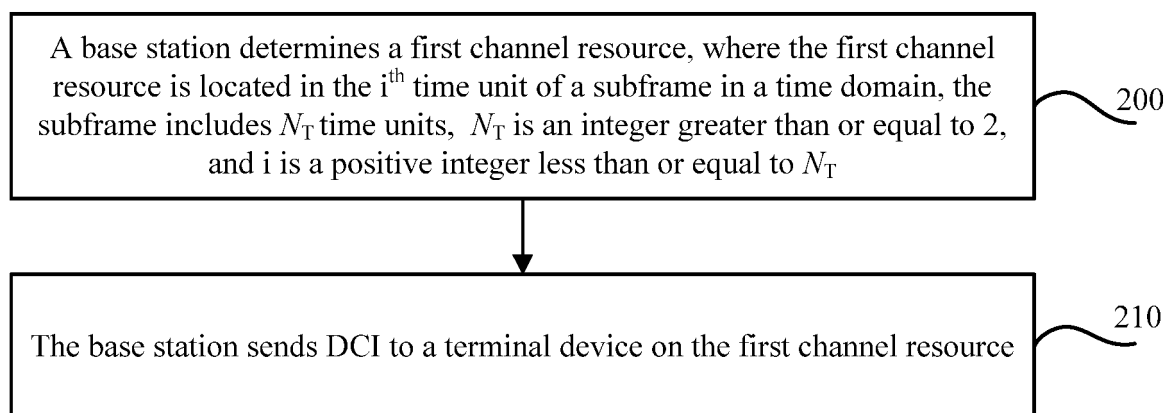 A base station determines a first channel resource, where the first channel
resource is located in the iᵗʰ time unit of a subframe in a time domain, the
subframe includes N_T time units, N_T is an integer greater than or equal to 2,
and i is a positive integer less than or equal to N_T
200
The base station sends DCI to a terminal device on the first channel resource
210